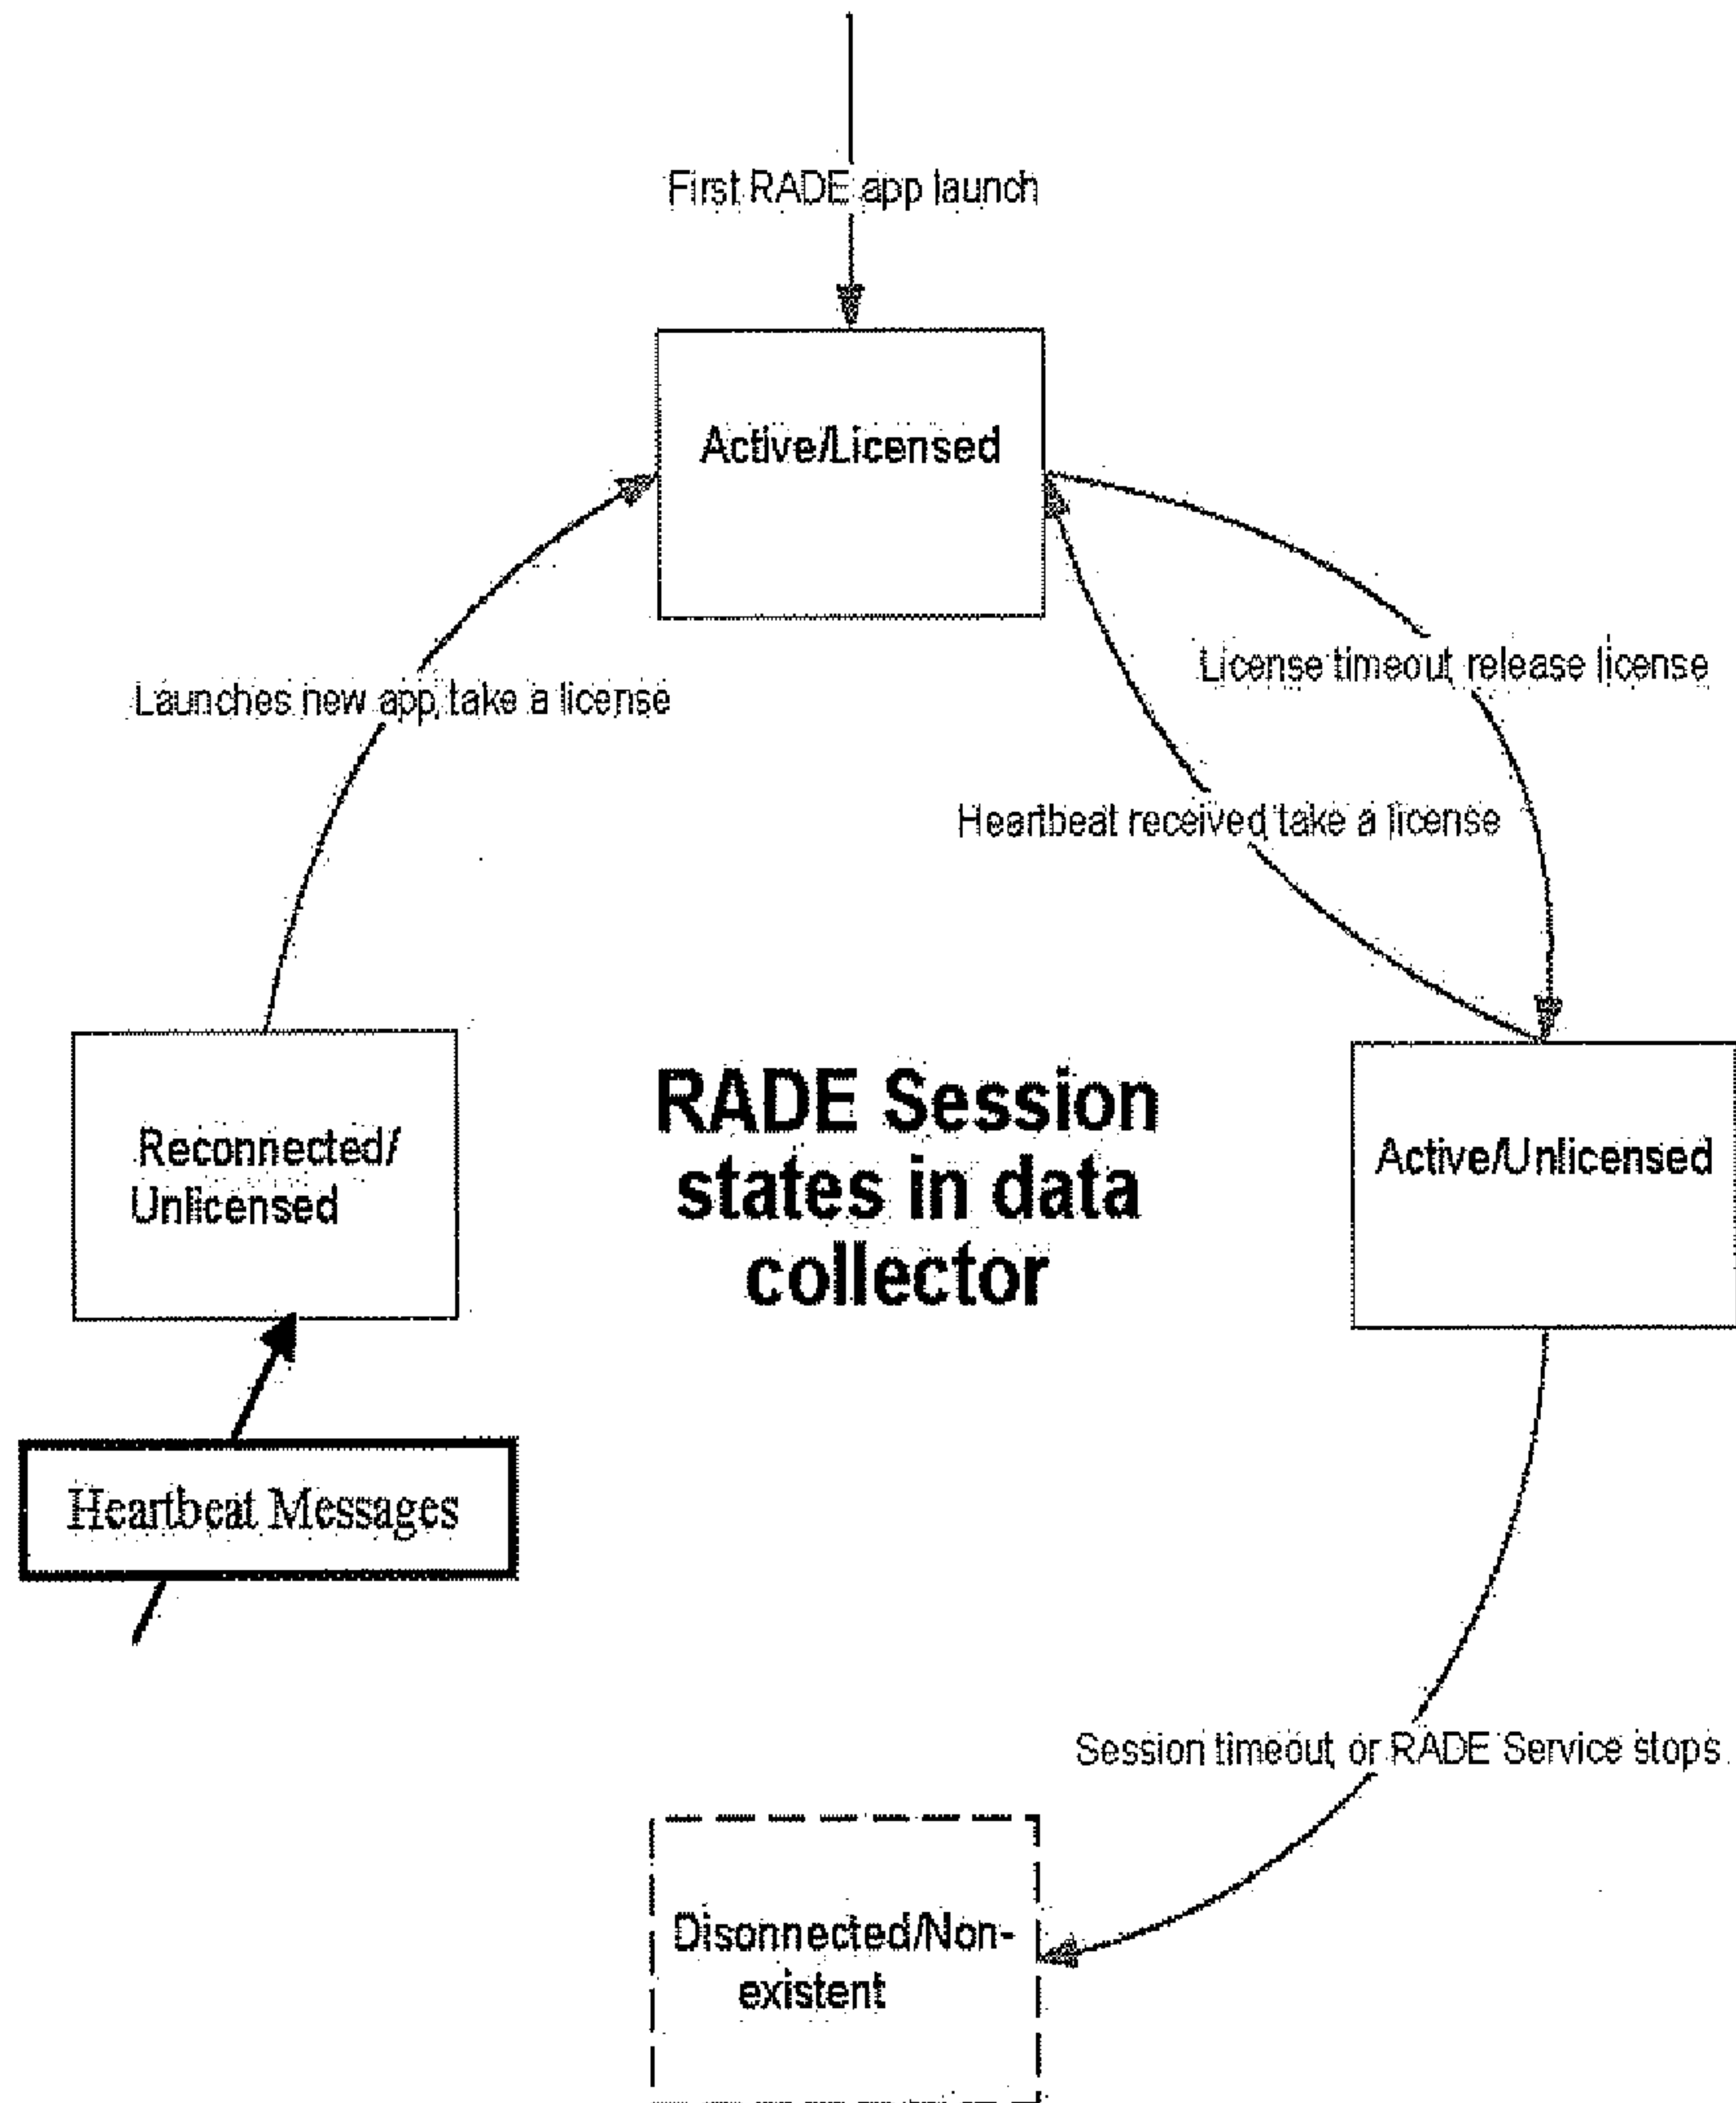 First RADE app launch
Active/Licensed
License timeout, release license
Launches new app, take a license
Heartbeat received, take a license
RADE Session
states in data
collector
Reconnected/
Unlicensed
Active/Unlicensed
Heartbeat Messages
Session timeout, or RADE Service stops
Disonnected/Non-
existent